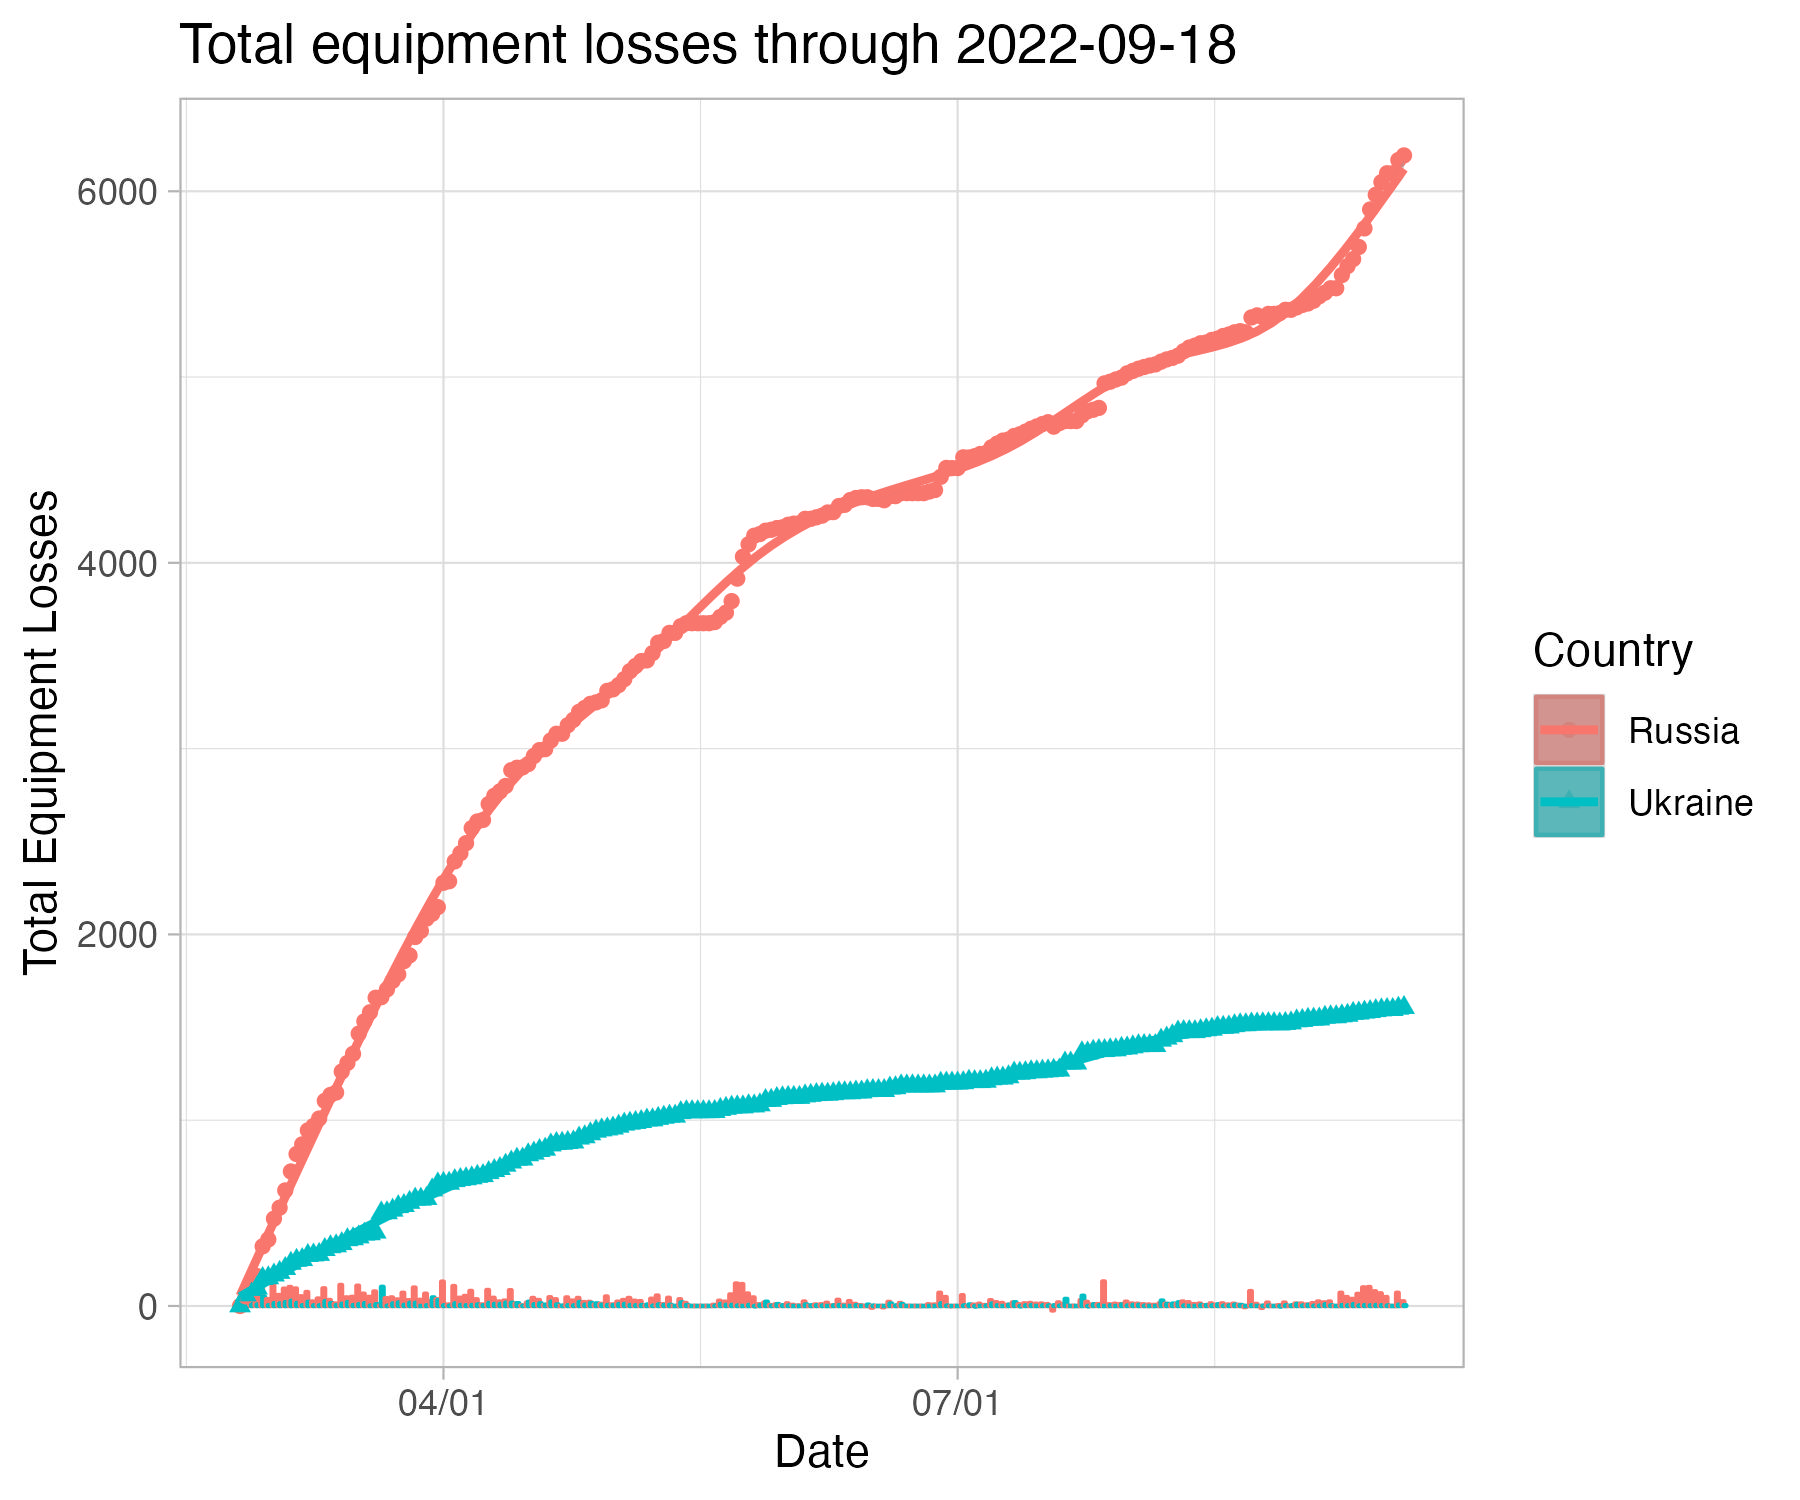 Total equipment losses through 2022-09-18
Total Equipment Losses
6000
4000
2000
0
04/01
07/01
Date
Country
Russia
Ukraine